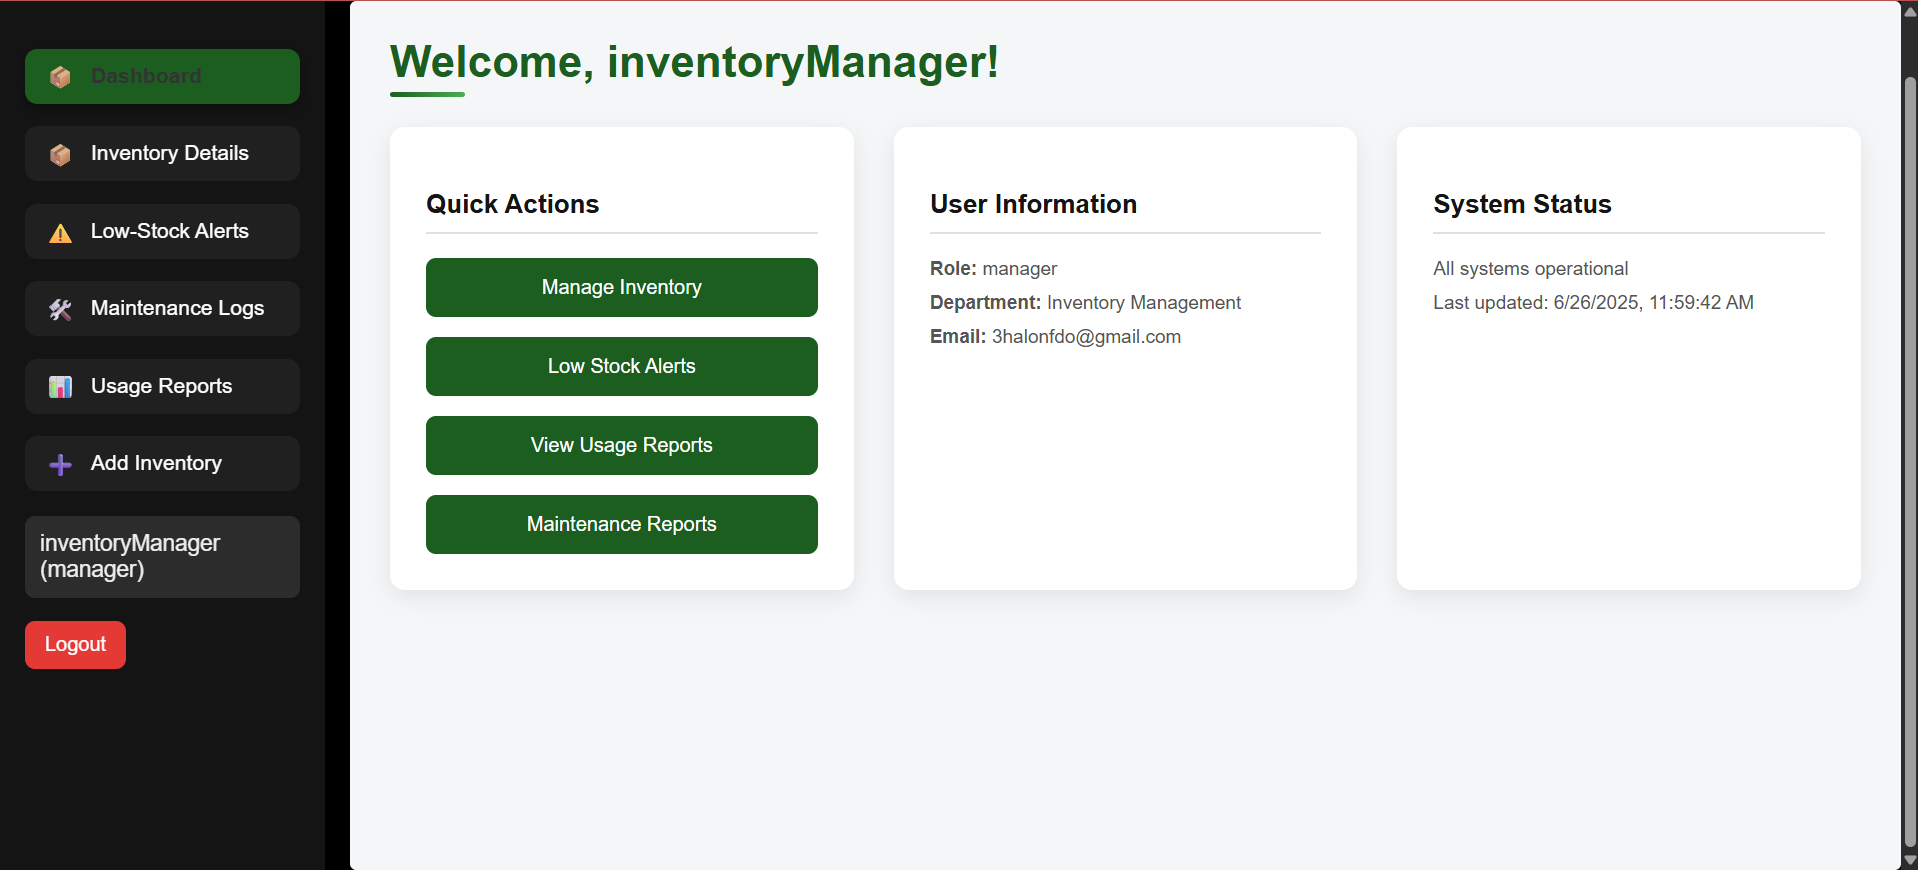 Dashboard
Inventory Details
Low-Stock Alerts
Maintenance Logs
Usage Reports
Add Inventory
inventoryManager
(manager)
Logout
Welcome, inventoryManager!
Quick Actions
Manage Inventory
Low Stock Alerts
View Usage Reports
Maintenance Reports
User Information
Role: manager
Department: Inventory Management
Email: 3halonfdo@gmail.com
System Status
All systems operational
Last updated: 6/26/2025, 11:59:42 AM